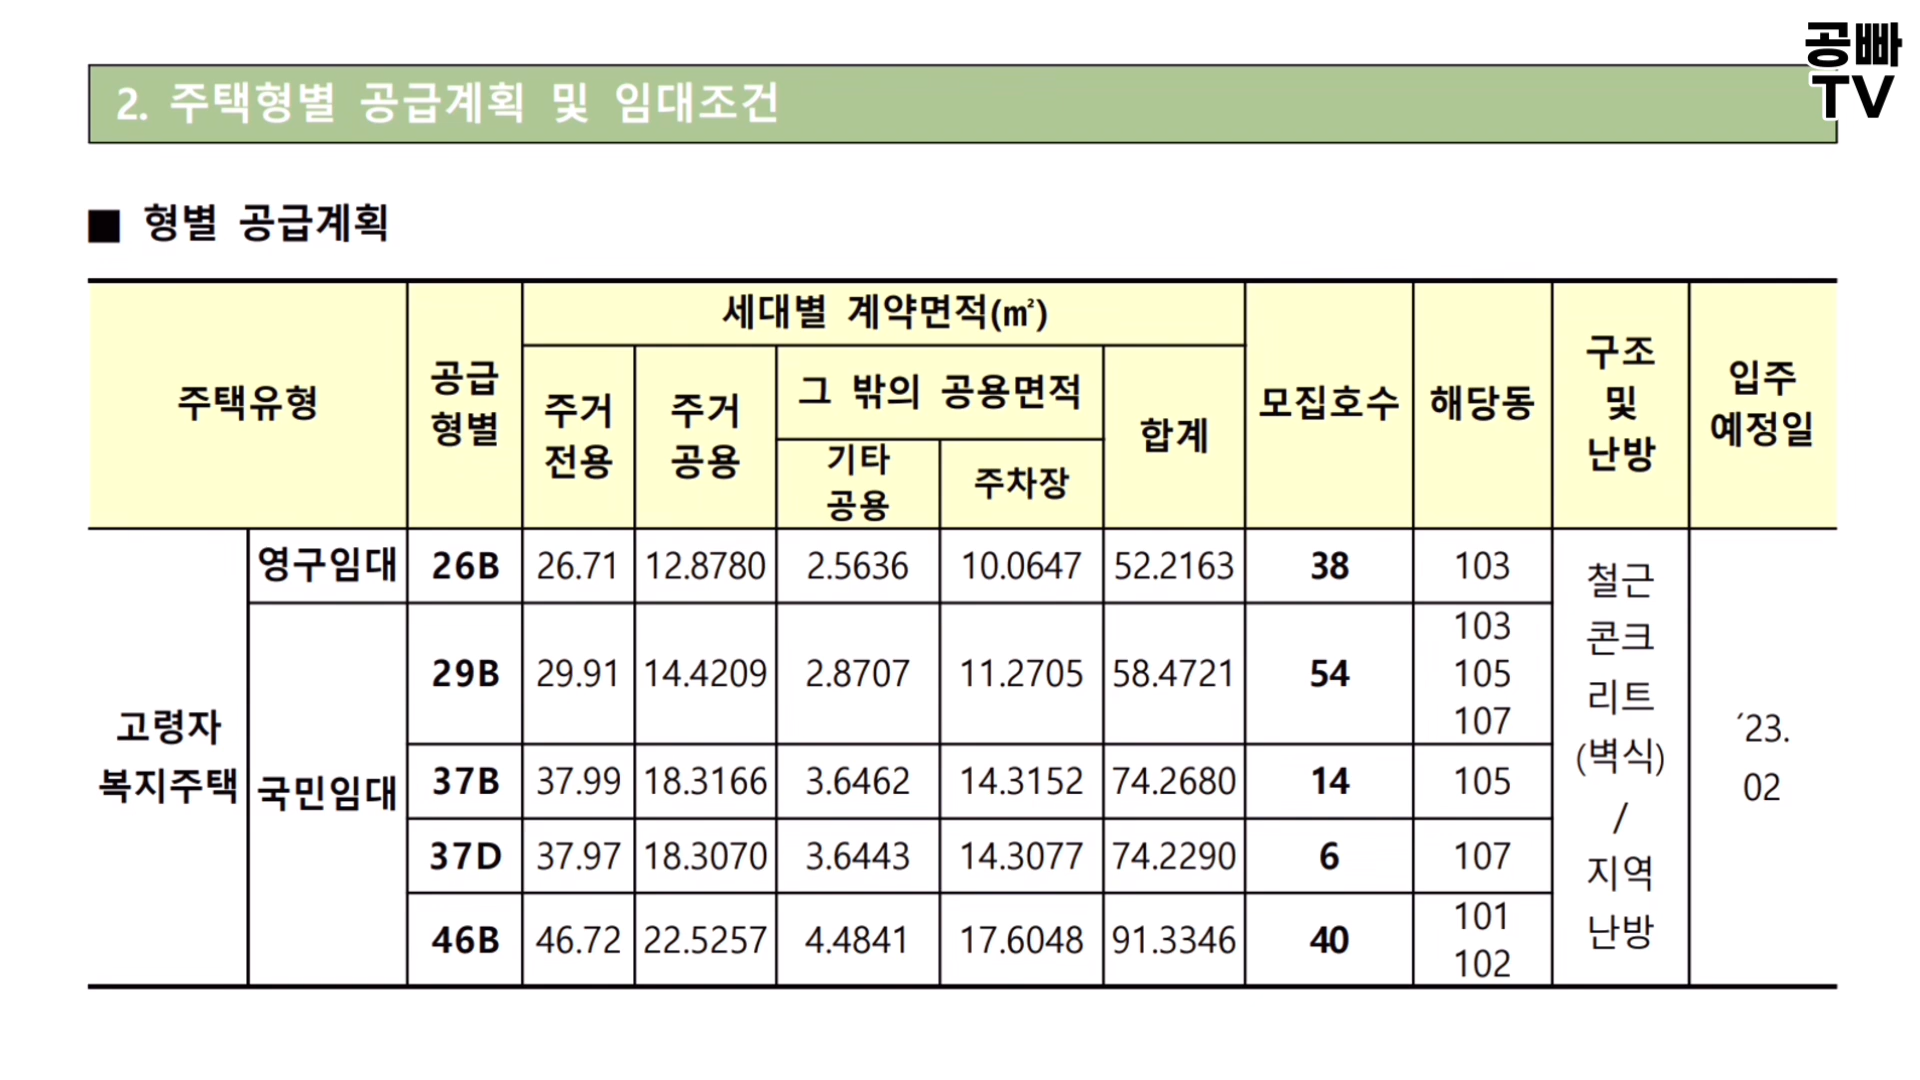 공빠
TV
2. 주택형별 공급계획 및 임대조건
■ 형별 공급계획
주택유형
공급
형별
세대별 계약면적(㎡)
주거
전용
주거
공용
그 밖의 공용면적
기타
공용
주차장
합계
모집호수
해당동
구조
및
난방
입주
예정일
고령자
복지주택
영구임대 26B 26.71 12.8780 2.5636 10.0647 52.2163 38 103
국민임대
29B 29.91 14.4209 2.8707 11.2705 58.4721 54
103
105
107
37B 37.99 18.3166 3.6462 14.3152 74.2680 14 105
37D 37.97 18.3070 3.6443 14.3077 74.2290 6 107
46B 46.72 22.5257 4.4841 17.6048 91.3346 40
101
102
철근
콘크
리트
(벽식)
/
지역
난방
´23.
02